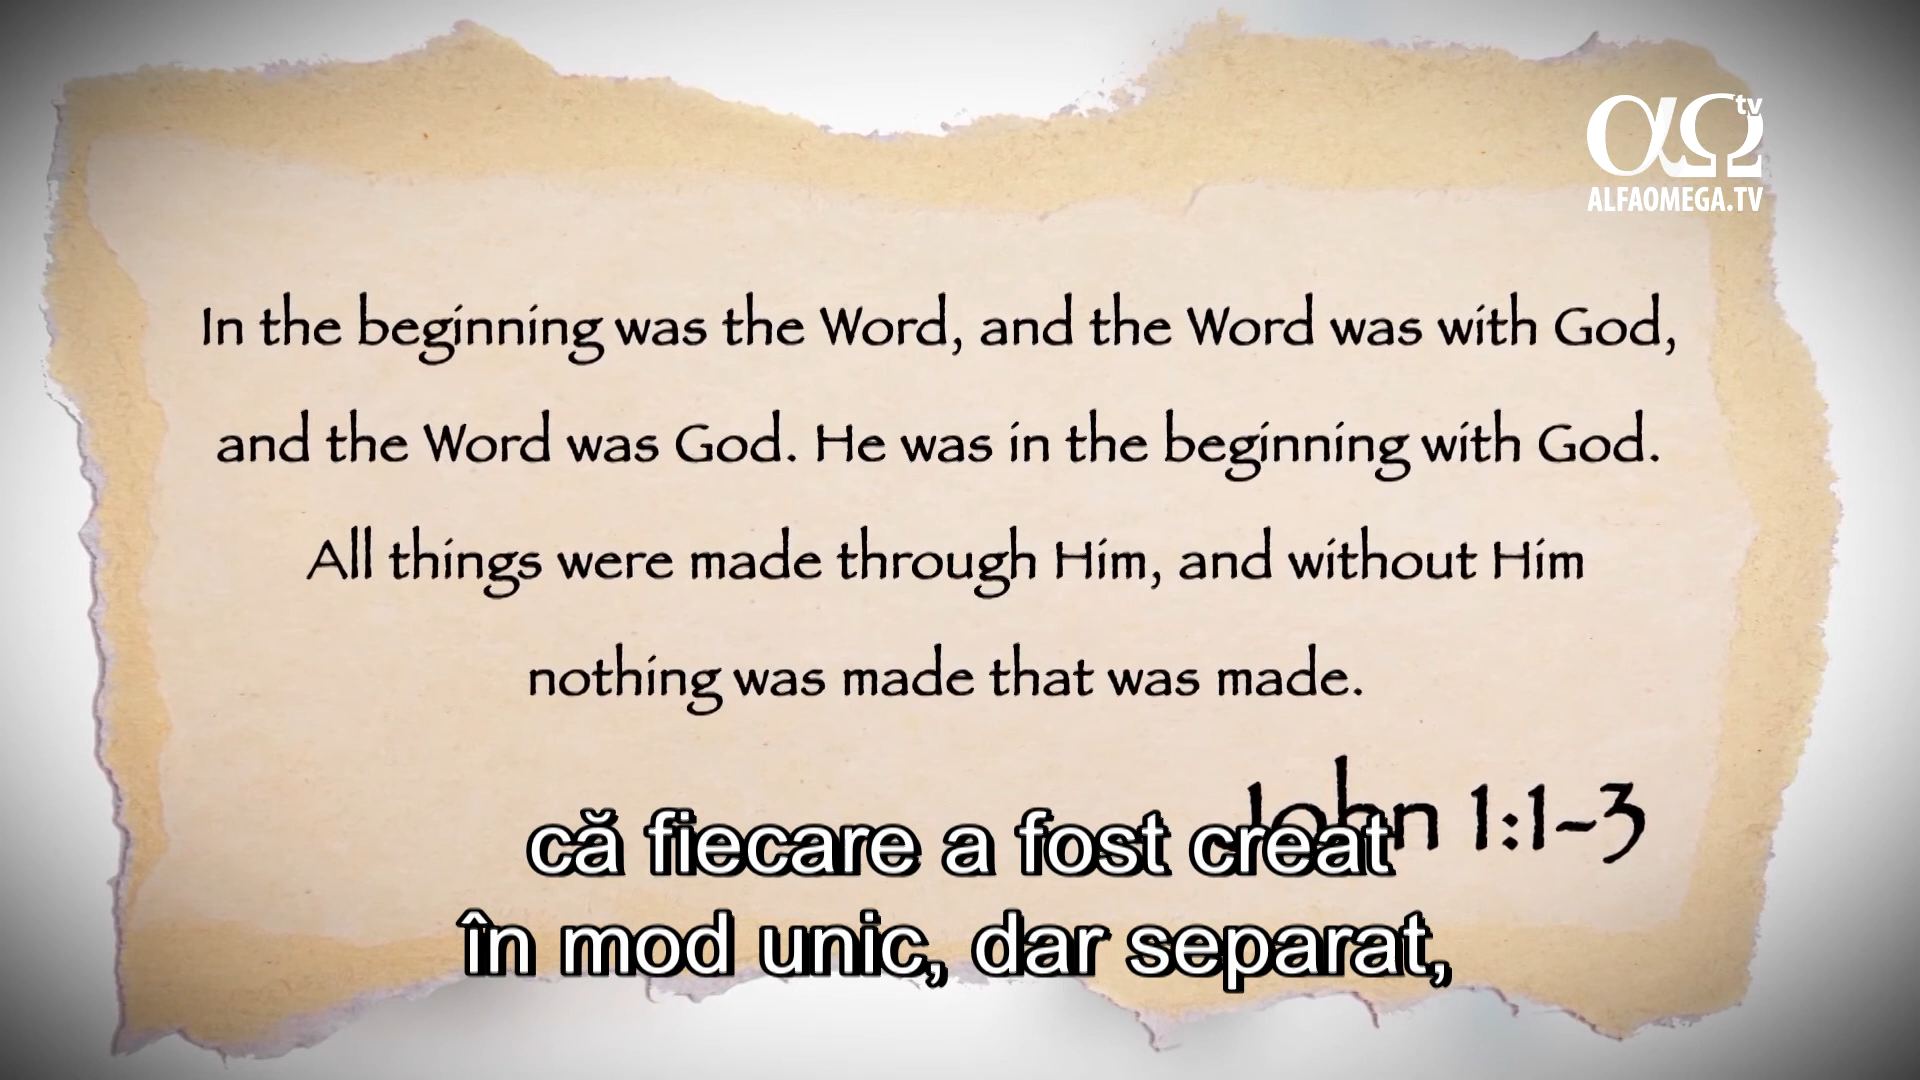 tv
αΩ
ALFAOMEGA.TV
In the beginning was the Word, and the Word was with God,
and the Word was God. He was in the beginning with God.
All things were made through Him, and without Him
nothing was made that was made.
John 1:1-3
că fiecare a fost creat
în mod unic, dar separat,